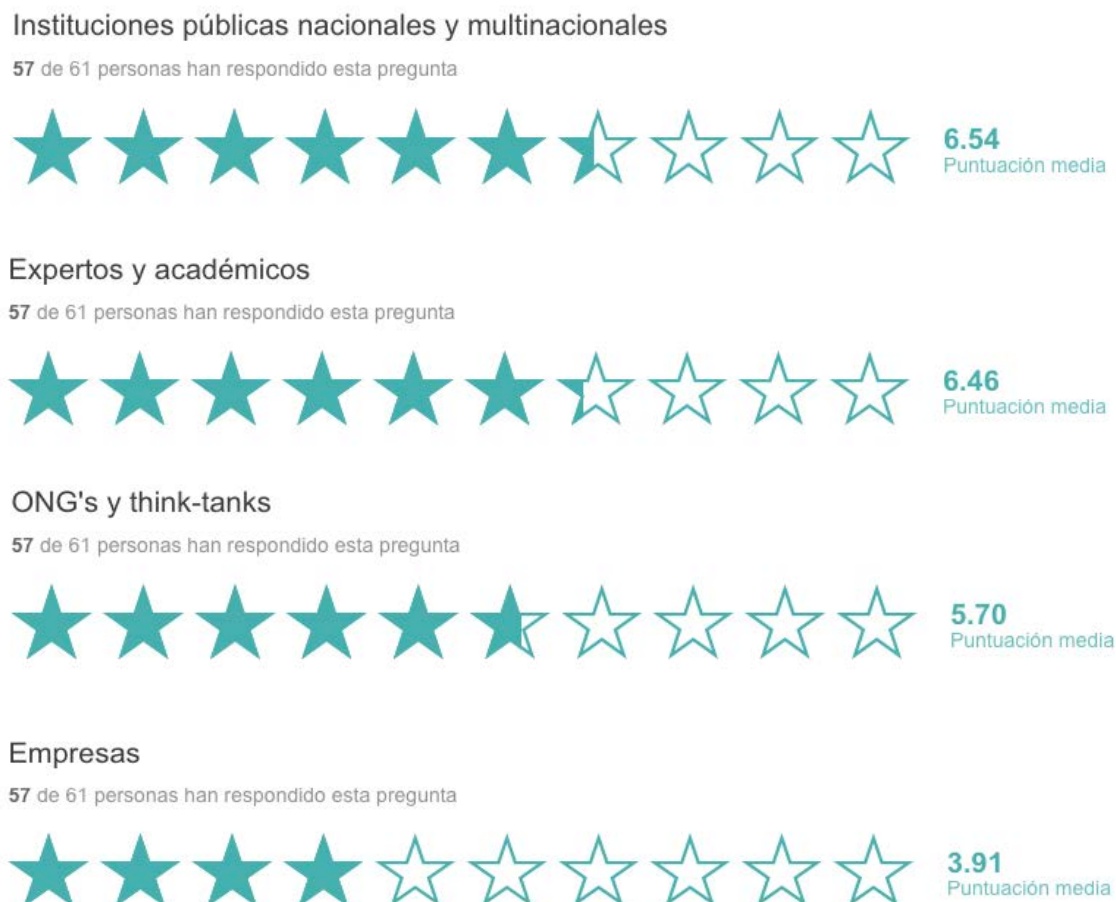 Instituciones públicas nacionales y multinacionales
57 de 61 personas han respondido esta pregunta
6.54
Puntuación media
Expertos y académicos
57 de 61 personas han respondido esta pregunta
6.46
Puntuación media
ONG's y think-tanks
57 de 61 personas han respondido esta pregunta
5.70
Puntuación media
Empresas
57 de 61 personas han respondido esta pregunta
3.91
Puntuación media